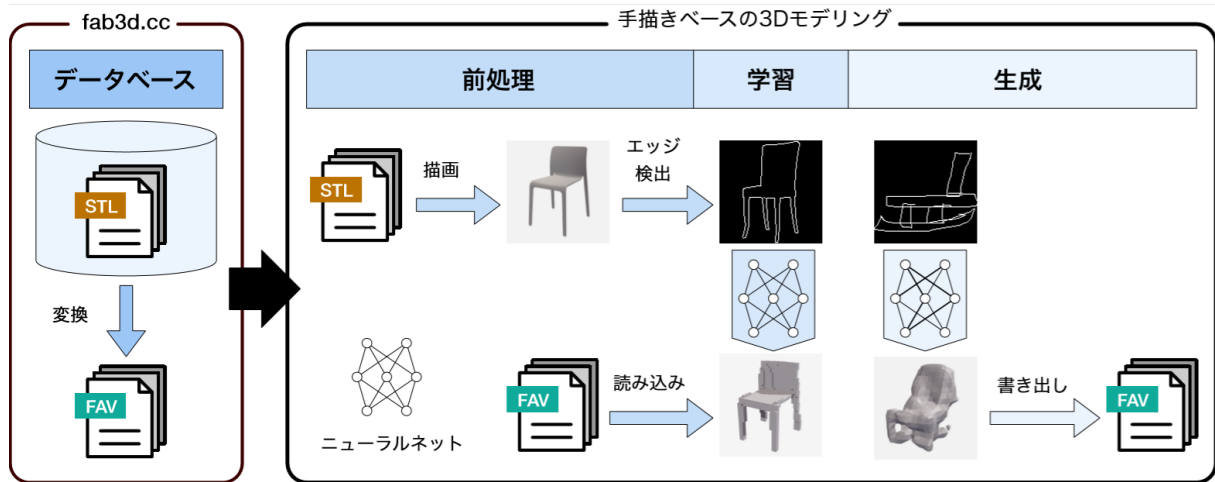 fab3d.cc
データベース
STL
変換
FAV
手描きベースの3Dモデリング
前処理
学習
生成
STL
描画
エッジ
検出
ニューラルネット
FAV
読み込み
書き出し
FAV